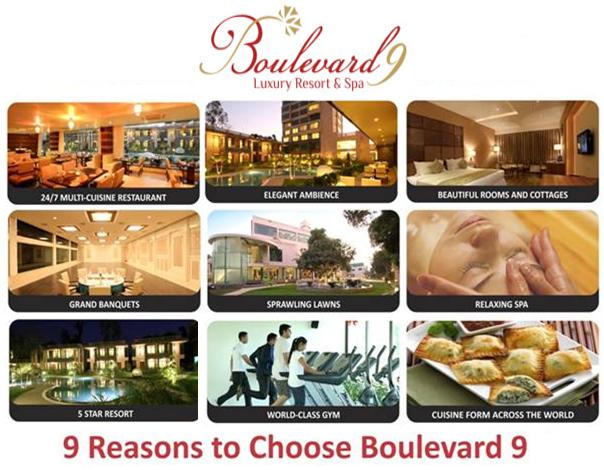 Boulevard 9
Luxury Resort & Spa
24/7 MULTI-CUISINE RESTAURANT
ELEGANT AMBIENCE
BEAUTIFUL ROOMS AND COTTAGES
GRAND BANQUETS
SPRAWLING LAWNS
RELAXING SPA
5 STAR RESORT
WORLD-CLASS GYM
CUISINE FORM ACROSS THE WORLD
9 Reasons to Choose Boulevard 9